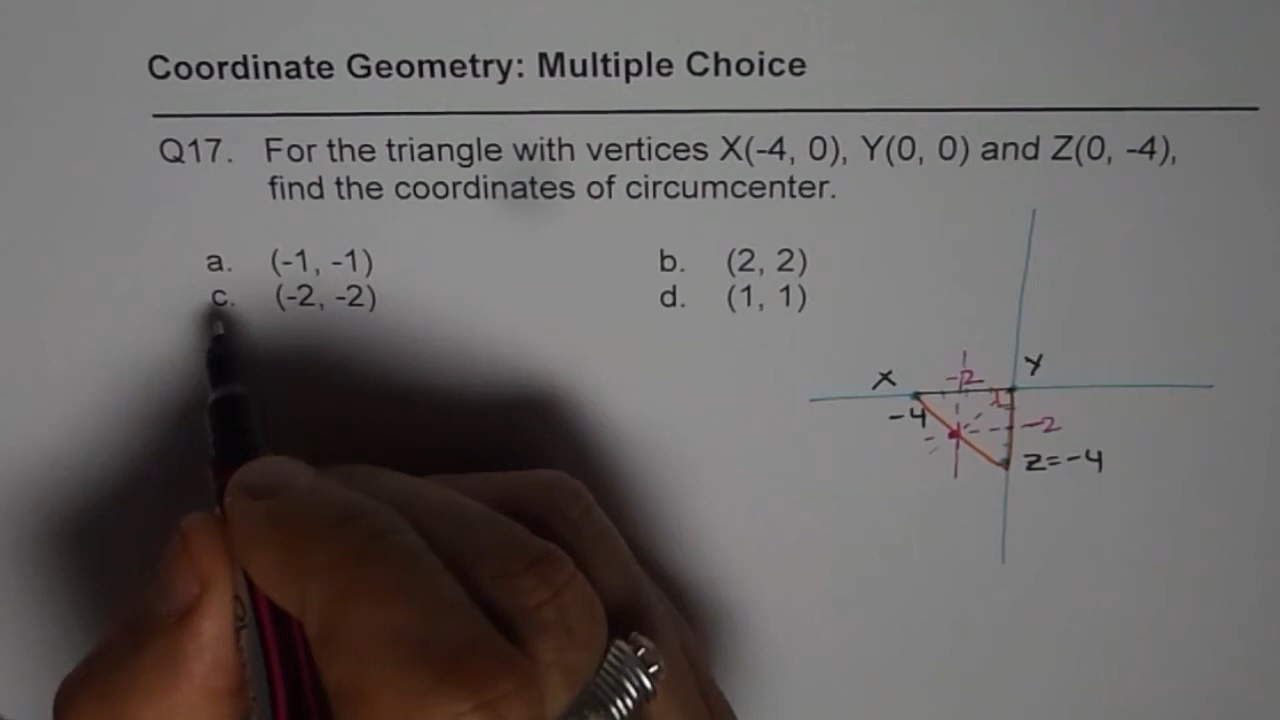 Coordinate Geometry: Multiple Choice
Q17. For the triangle with vertices X(-4, 0), Y(0, 0) and Z(0, -4),
find the coordinates of circumcenter.
a. (-1, -1) b. (2, 2)
c. (-2, -2) d. (1, 1)
X -2 Y
-4 -2
Z=-4